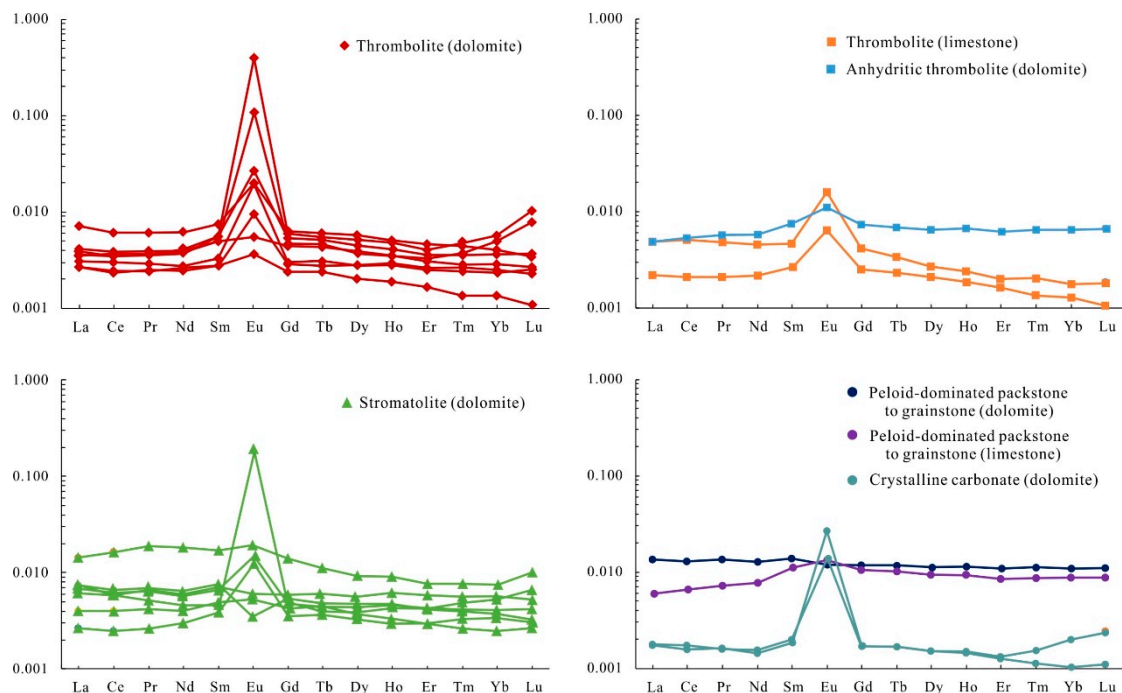 1.000
0.100
0.010
0.001
Thrombolite (dolomite)
La Ce Pr Nd Sm Eu Gd Tb Dy Ho Er Tm Yb Lu
1.000
0.100
0.010
0.001
Thrombolite (limestone)
Anhydritic thrombolite (dolomite)
La Ce Pr Nd Sm Eu Gd Tb Dy Ho Er Tm Yb Lu
1.000
0.100
0.010
0.001
Stromatolite (dolomite)
La Ce Pr Nd Sm Eu Gd Tb Dy Ho Er Tm Yb Lu
1.000
0.100
0.010
0.001
Peloid-dominated packstone
to grainstone (dolomite)
Peloid-dominated packstone
to grainstone (limestone)
Crystalline carbonate (dolomite)
La Ce Pr Nd Sm Eu Gd Tb Dy Ho Er Tm Yb Lu